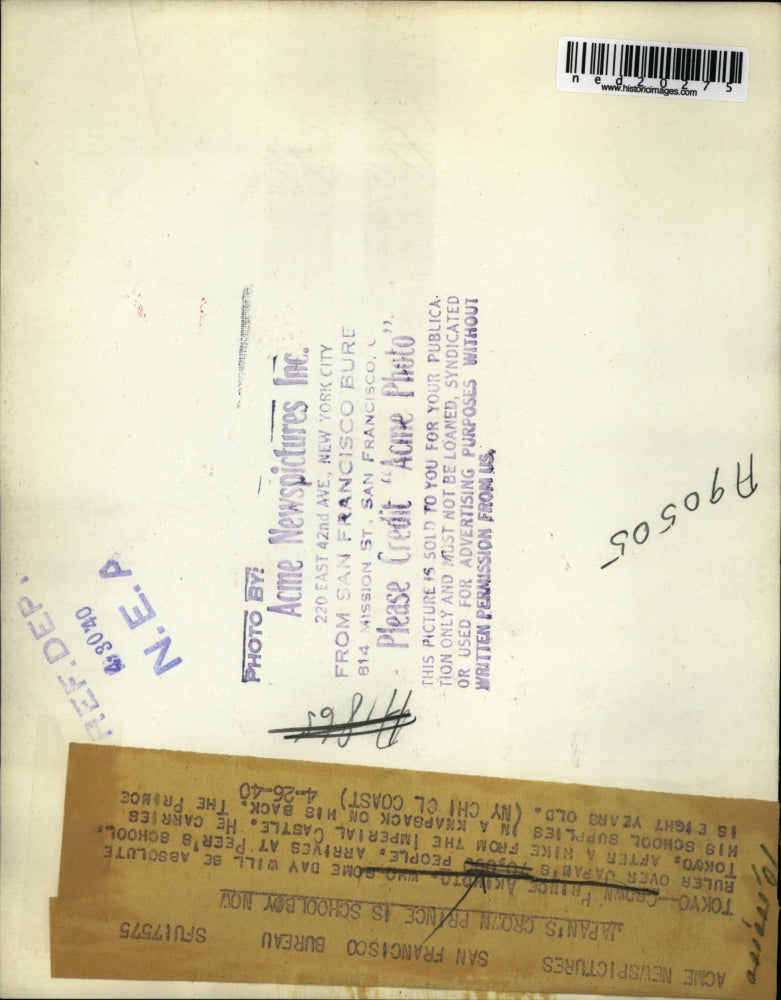 ned20275
www.historicimages.com
PHOTO BY:
Acme Newspictures Inc.
220 EAST 42nd AVE., NEW YORK CITY
FROM SAN FRANCISCO BURE
814 MISSION ST. SAN FRANCISCO, C
Please Credit "Acme Photo".
THIS PICTURE IS SOLD TO YOU FOR YOUR PUBLICA-
TION ONLY AND MUST NOT BE LOANED, SYNDICATED
OR USED FOR ADVERTISING PURPOSES WITHOUT
WRITTEN PERMISSION FROM US.
A90505
REF. DEP.
4 30 40
N.E.A
ACME NEWSPICTURES SAN FRANCISCO BUREAU SFU17575
JAPAN'S CROWN PRINCE IS SCHOOLBOY NOW
TOKYO--CROWN PRINCE AKIHITO, WHO SOME DAY WILL BE ABSOLUTE
RULER OVER JAPAN'S PEOPLE, ARRIVES AT PEER'S SCHOOL,
TOKYO, AFTER A HIKE FROM THE IMPERIAL CASTLE. HE CARRIES
HIS SCHOOL SUPPLIES IN A KNAPSACK ON HIS BACK. THE PRINCE
IS EIGHT YEARS OLD. (NY CHI CL COAST) 4-26-40